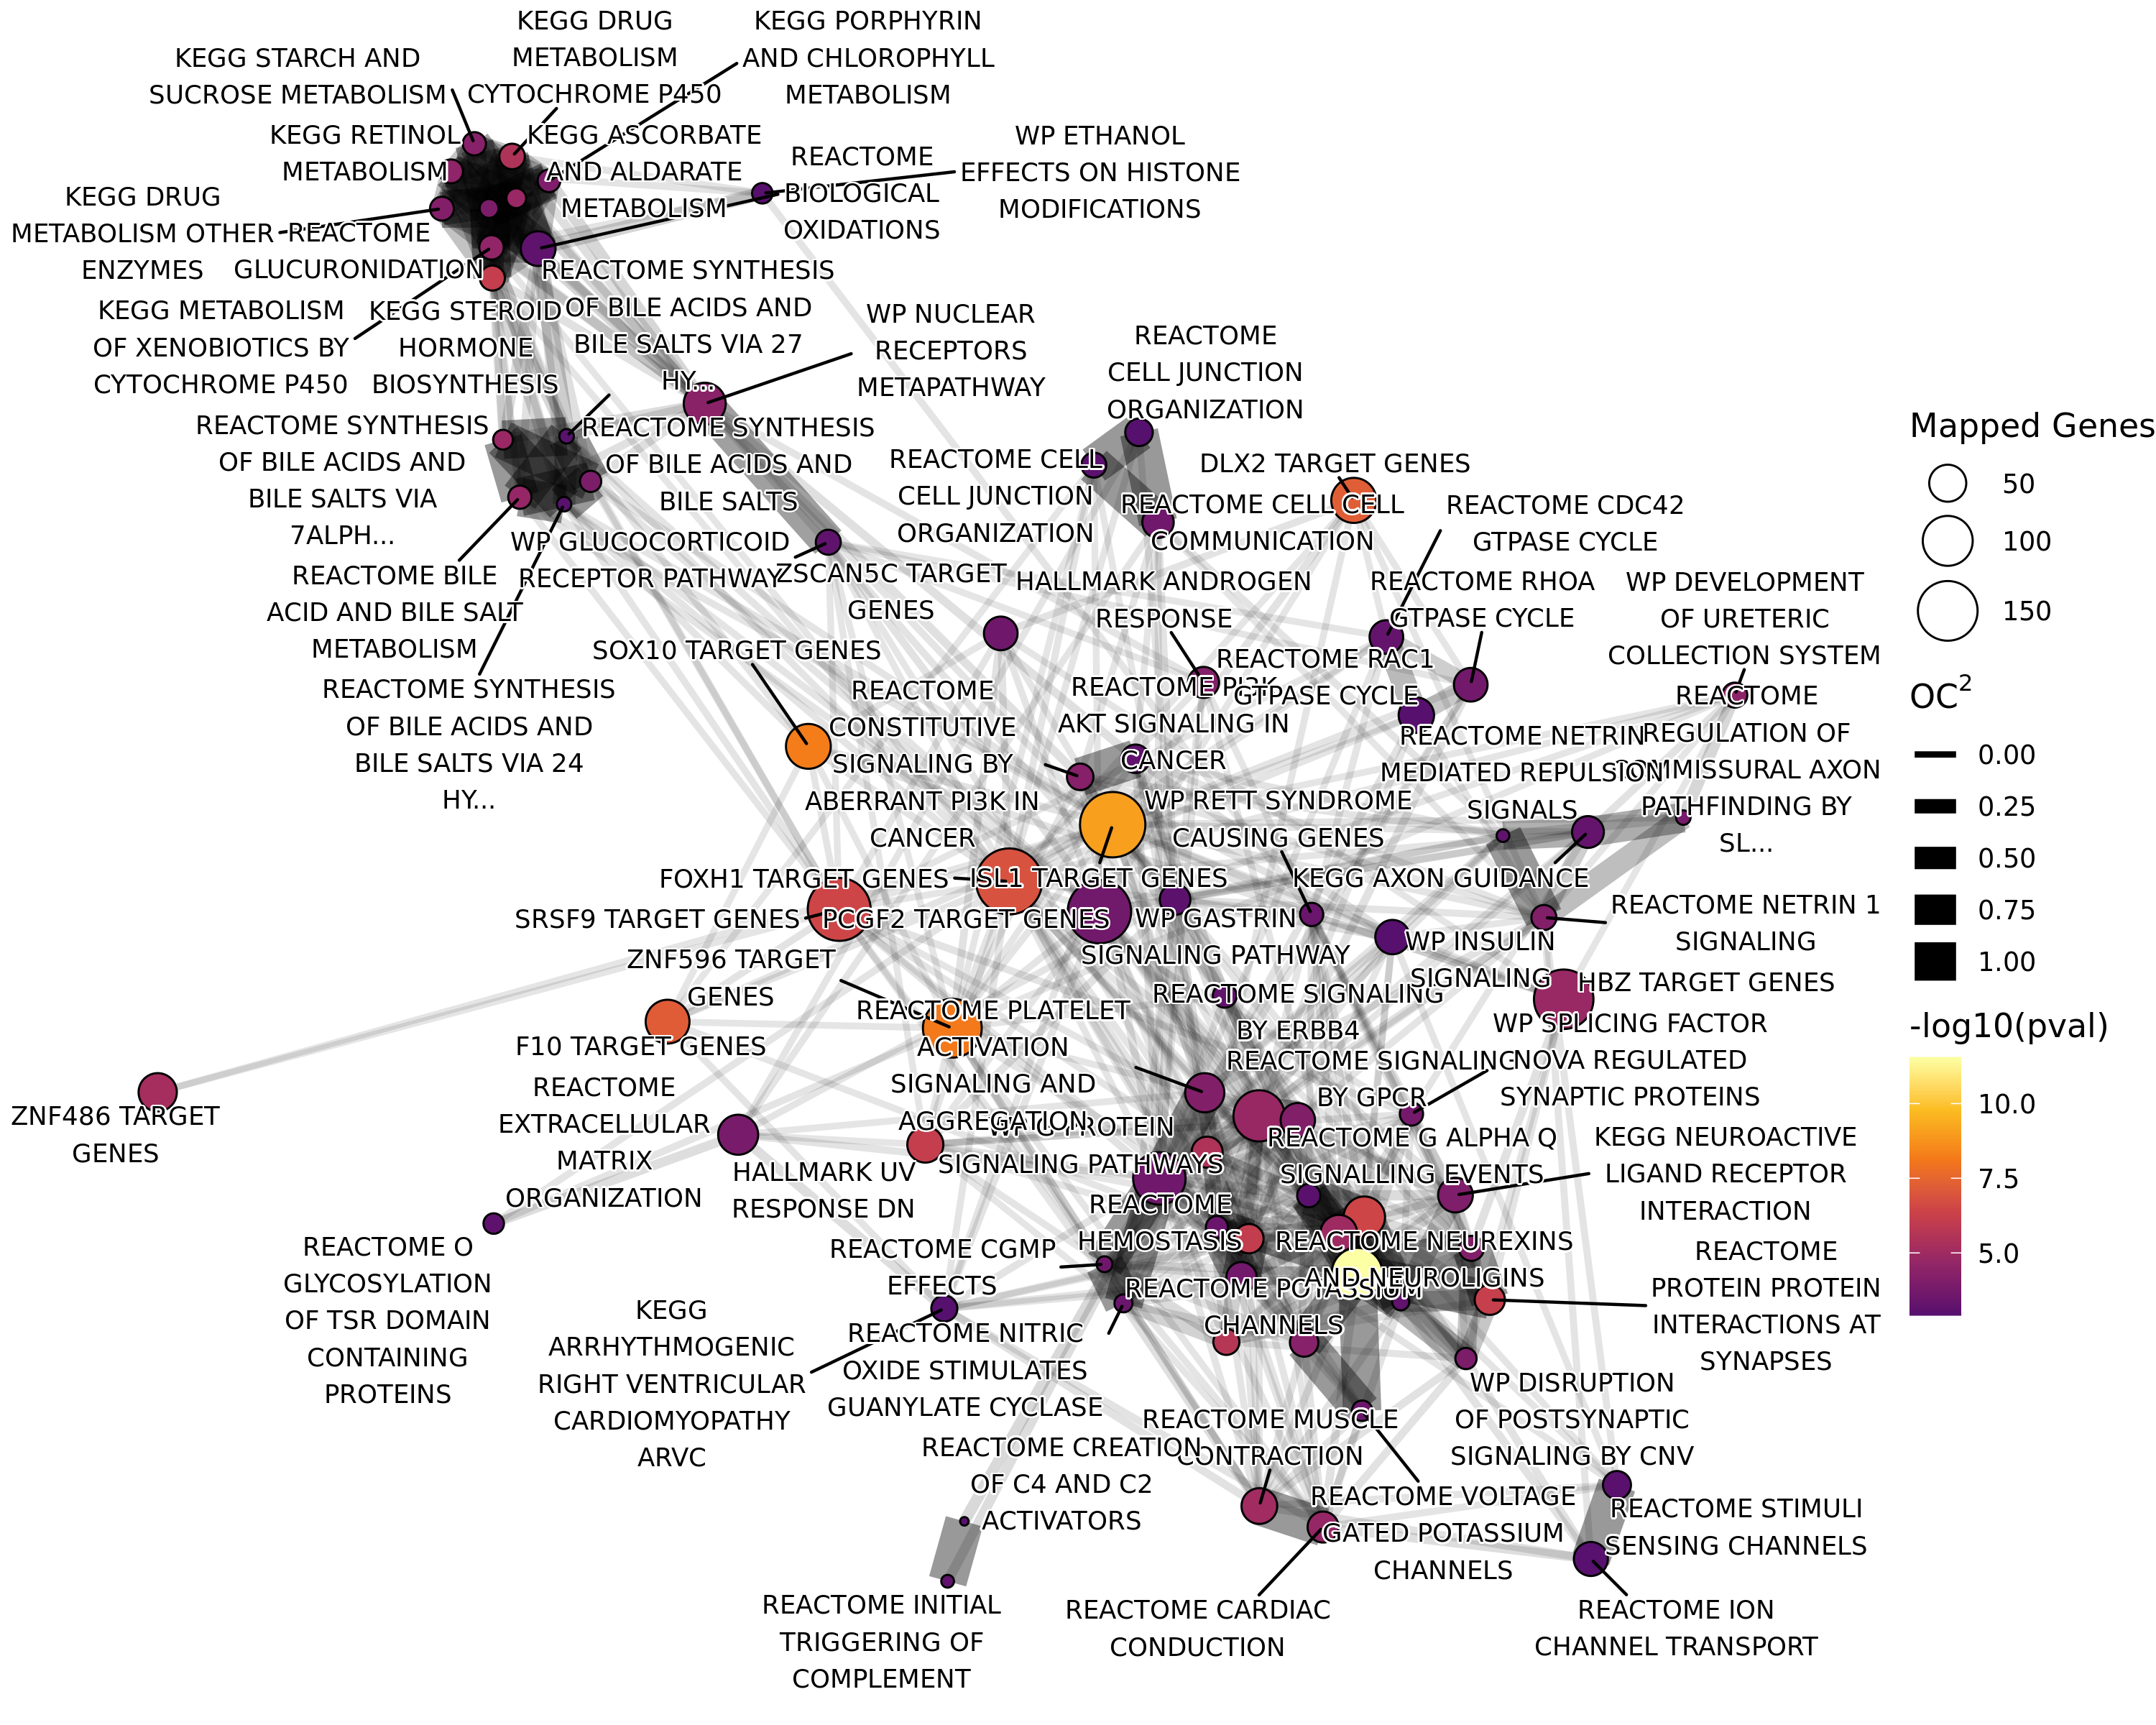 KEGG DRUG
METABOLISM
CYTOCHROME P450
KEGG PORPHYRIN
AND CHLOROPHYLL
METABOLISM
KEGG STARCH AND
SUCROSE METABOLISM
KEGG RETINOL
METABOLISM
KEGG ASCORBATE
AND ALDARATE
METABOLISM
REACTOME
BIOLOGICAL
OXIDATIONS
WP ETHANOL
EFFECTS ON HISTONE
MODIFICATIONS
KEGG DRUG
METABOLISM OTHER
ENZYMES
REACTOME
GLUCURONIDATION
KEGG METABOLISM
OF XENOBIOTICS BY
CYTOCHROME P450
KEGG STEROID
HORMONE
BIOSYNTHESIS
REACTOME SYNTHESIS
OF BILE ACIDS AND
BILE SALTS VIA 27
HY...
WP NUCLEAR
RECEPTORS
METAPATHWAY
REACTOME
CELL JUNCTION
ORGANIZATION
REACTOME SYNTHESIS
OF BILE ACIDS AND
BILE SALTS VIA
7ALPH...
REACTOME SYNTHESIS
OF BILE ACIDS AND
BILE SALTS
REACTOME CELL
CELL JUNCTION
ORGANIZATION
DLX2 TARGET GENES
REACTOME CELL CELL
COMMUNICATION
REACTOME CDC42
GTPASE CYCLE
WP GLUCOCORTICOID
RECEPTOR PATHWAY
ZSCAN5C TARGET
GENES
REACTOME BILE
ACID AND BILE SALT
METABOLISM
HALLMARK ANDROGEN
RESPONSE
REACTOME RHOA
GTPASE CYCLE
WP DEVELOPMENT
OF URETERIC
COLLECTION SYSTEM
SOX10 TARGET GENES
REACTOME SYNTHESIS
OF BILE ACIDS AND
BILE SALTS VIA 24
HY...
REACTOME
CONSTITUTIVE
SIGNALING BY
ABERRANT PI3K IN
CANCER
REACTOME PI3K
AKT SIGNALING IN
CANCER
REACTOME RAC1
GTPASE CYCLE
REACTOME NETRIN
MEDIATED REPULSION
SIGNALS
REACTOME
REGULATION OF
COMMISSURAL AXON
PATHFINDING BY
SL...
WP RETT SYNDROME
CAUSING GENES
FOXH1 TARGET GENES
ISL1 TARGET GENES
KEGG AXON GUIDANCE
SRSF9 TARGET GENES
PCGF2 TARGET GENES
WP GASTRIN
SIGNALING PATHWAY
REACTOME NETRIN 1
SIGNALING
WP INSULIN
SIGNALING
ZNF596 TARGET
GENES
HBZ TARGET GENES
REACTOME SIGNALING
BY ERBB4
REACTOME PLATELET
ACTIVATION
SIGNALING AND
AGGREGATION
WP SPLICING FACTOR
NOVA REGULATED
SYNAPTIC PROTEINS
F10 TARGET GENES
REACTOME SIGNALING
BY GPCR
REACTOME
EXTRACELLULAR
MATRIX
ORGANIZATION
ZNF486 TARGET
GENES
WP G PROTEIN
SIGNALING PATHWAYS
REACTOME G ALPHA Q
SIGNALLING EVENTS
KEGG NEUROACTIVE
LIGAND RECEPTOR
INTERACTION
HALLMARK UV
RESPONSE DN
REACTOME
HEMOSTASIS
REACTOME NEUREXINS
AND NEUROLIGINS
REACTOME O
GLYCOSYLATION
OF TSR DOMAIN
CONTAINING
PROTEINS
REACTOME CGMP
EFFECTS
REACTOME POTASSIUM
CHANNELS
REACTOME
PROTEIN PROTEIN
INTERACTIONS AT
SYNAPSES
KEGG
ARRHYTHMOGENIC
RIGHT VENTRICULAR
CARDIOMYOPATHY
ARVC
REACTOME NITRIC
OXIDE STIMULATES
GUANYLATE CYCLASE
WP DISRUPTION
OF POSTSYNAPTIC
SIGNALING BY CNV
REACTOME MUSCLE
CONTRACTION
REACTOME CREATION
OF C4 AND C2
ACTIVATORS
REACTOME VOLTAGE
GATED POTASSIUM
CHANNELS
REACTOME STIMULI
SENSING CHANNELS
REACTOME INITIAL
TRIGGERING OF
COMPLEMENT
REACTOME CARDIAC
CONDUCTION
REACTOME ION
CHANNEL TRANSPORT
Mapped Genes
50
100
150
OC²
0.00
0.25
0.50
0.75
1.00
-log10(pval)
10.0
7.5
5.0